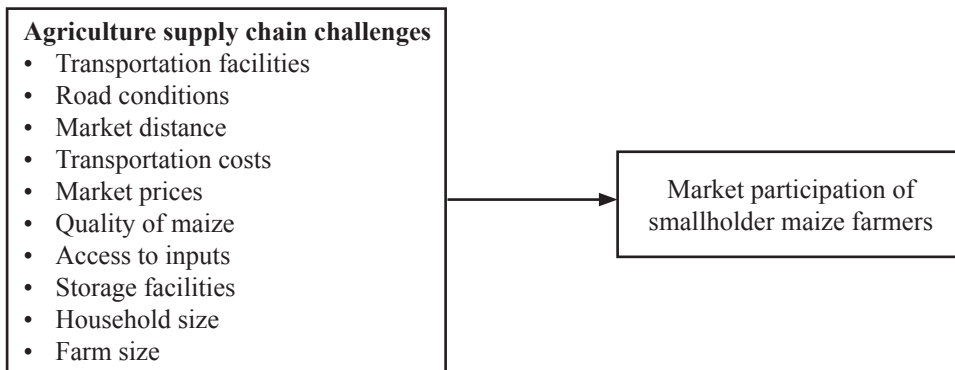 Agriculture supply chain challenges
• Transportation facilities
• Road conditions
• Market distance
• Transportation costs
• Market prices
• Quality of maize
• Access to inputs
• Storage facilities
• Household size
• Farm size
Market participation of
smallholder maize farmers